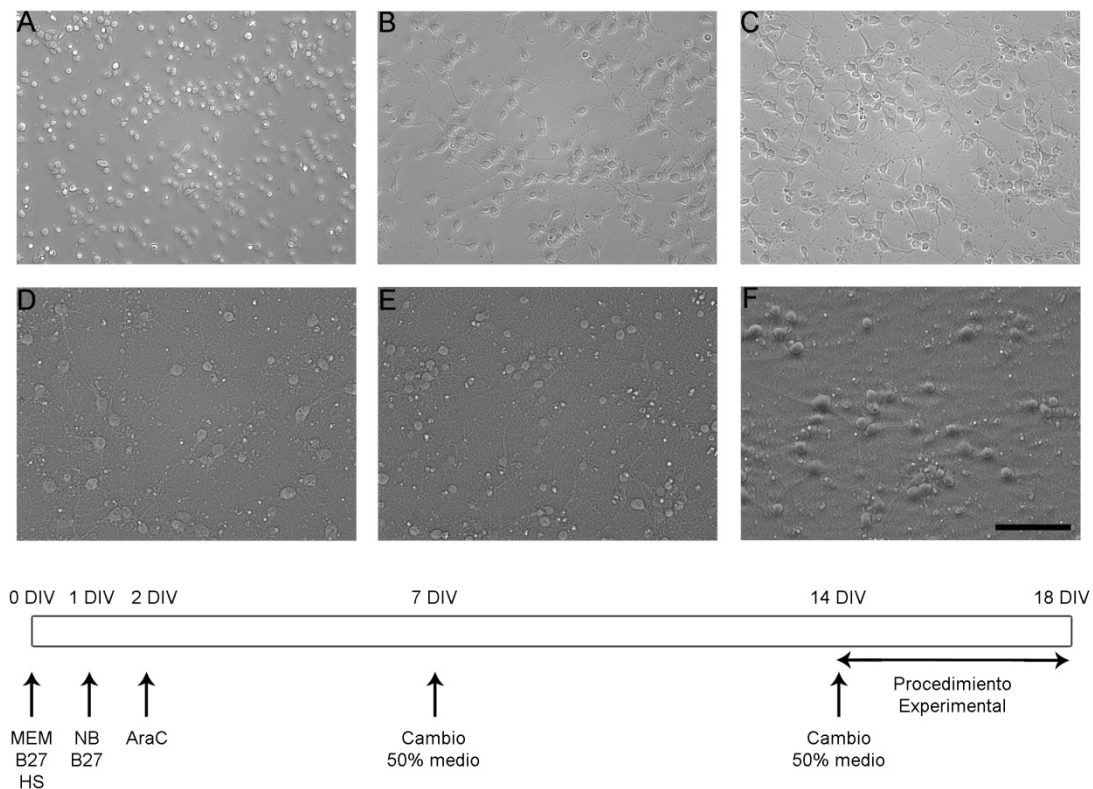 A
B
C
D
E
F
0 DIV
1 DIV
2 DIV
7 DIV
14 DIV
18 DIV
MEM
B27
HS
NB
B27
AraC
Cambio
50% medio
Cambio
50% medio
Procedimiento
Experimental